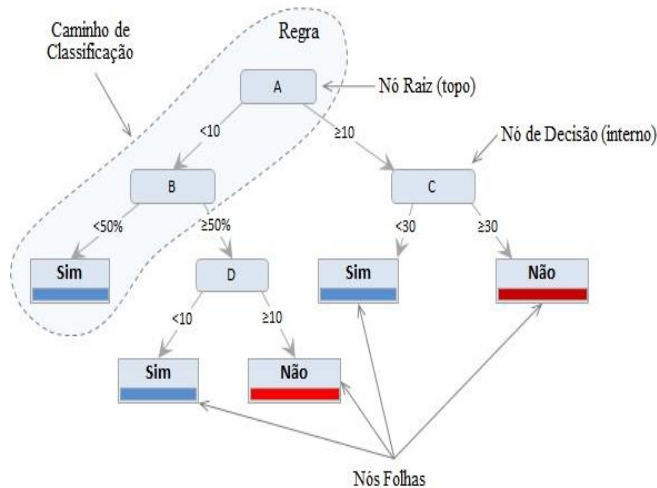 Caminho de
Classificação
Regra
A
Nó Raiz (topo)
<10
≥10
Nó de Decisão (interno)
B
C
<50%
≥50%
<30
≥30
Sim
D
Sim
Não
<10
≥10
Sim
Não
Nós Folhas